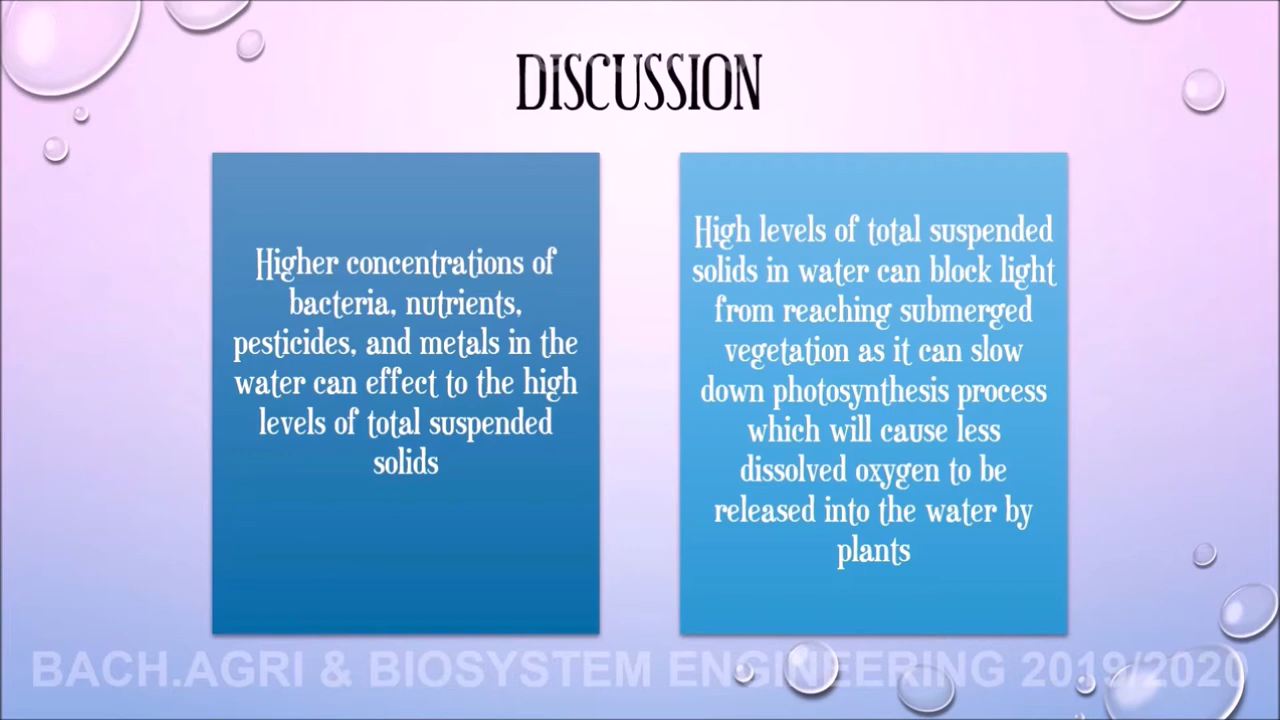 DISCUSSION
Higher concentrations of
bacteria, nutrients,
pesticides, and metals in the
water can effect to the high
levels of total suspended
solids
High levels of total suspended
solids in water can block light
from reaching submerged
vegetation as it can slow
down photosynthesis process
which will cause less
dissolved oxygen to be
released into the water by
plants
BACH.AGRI & BIOSYSTEM ENGINEERING 2019/2020